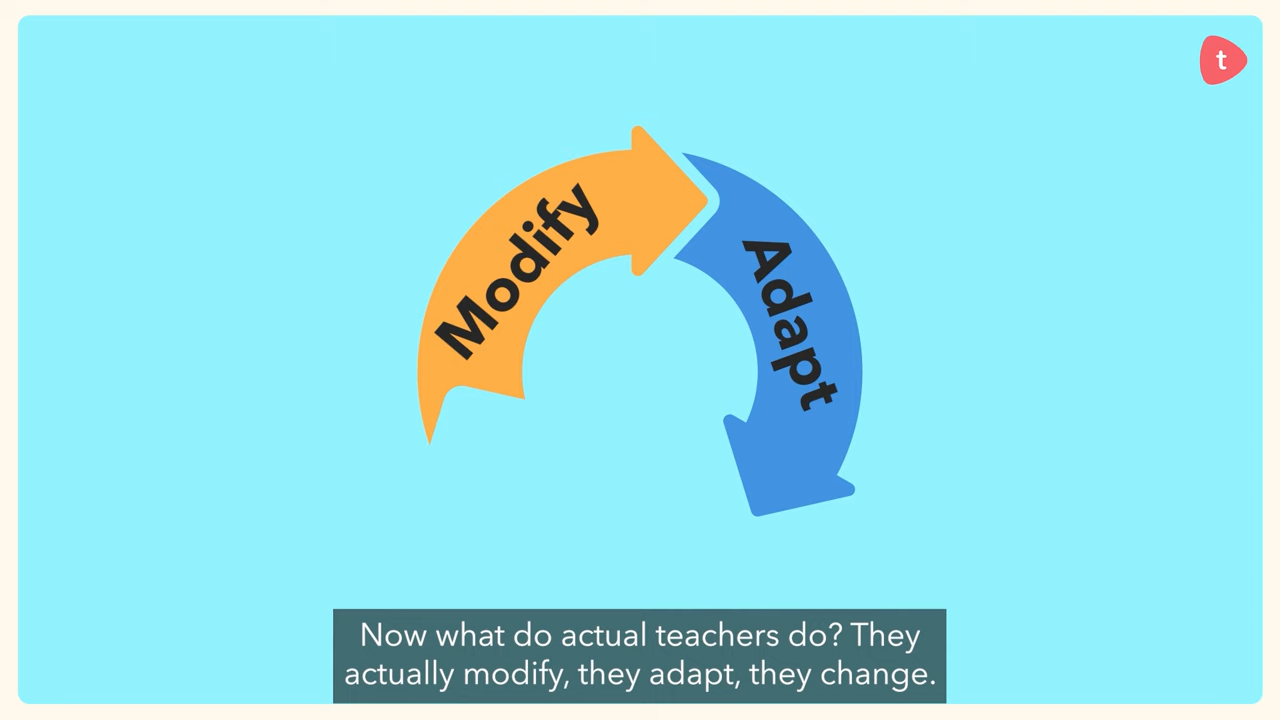 t
Modify
Adapt
Now what do actual teachers do? They
actually modify, they adapt, they change.